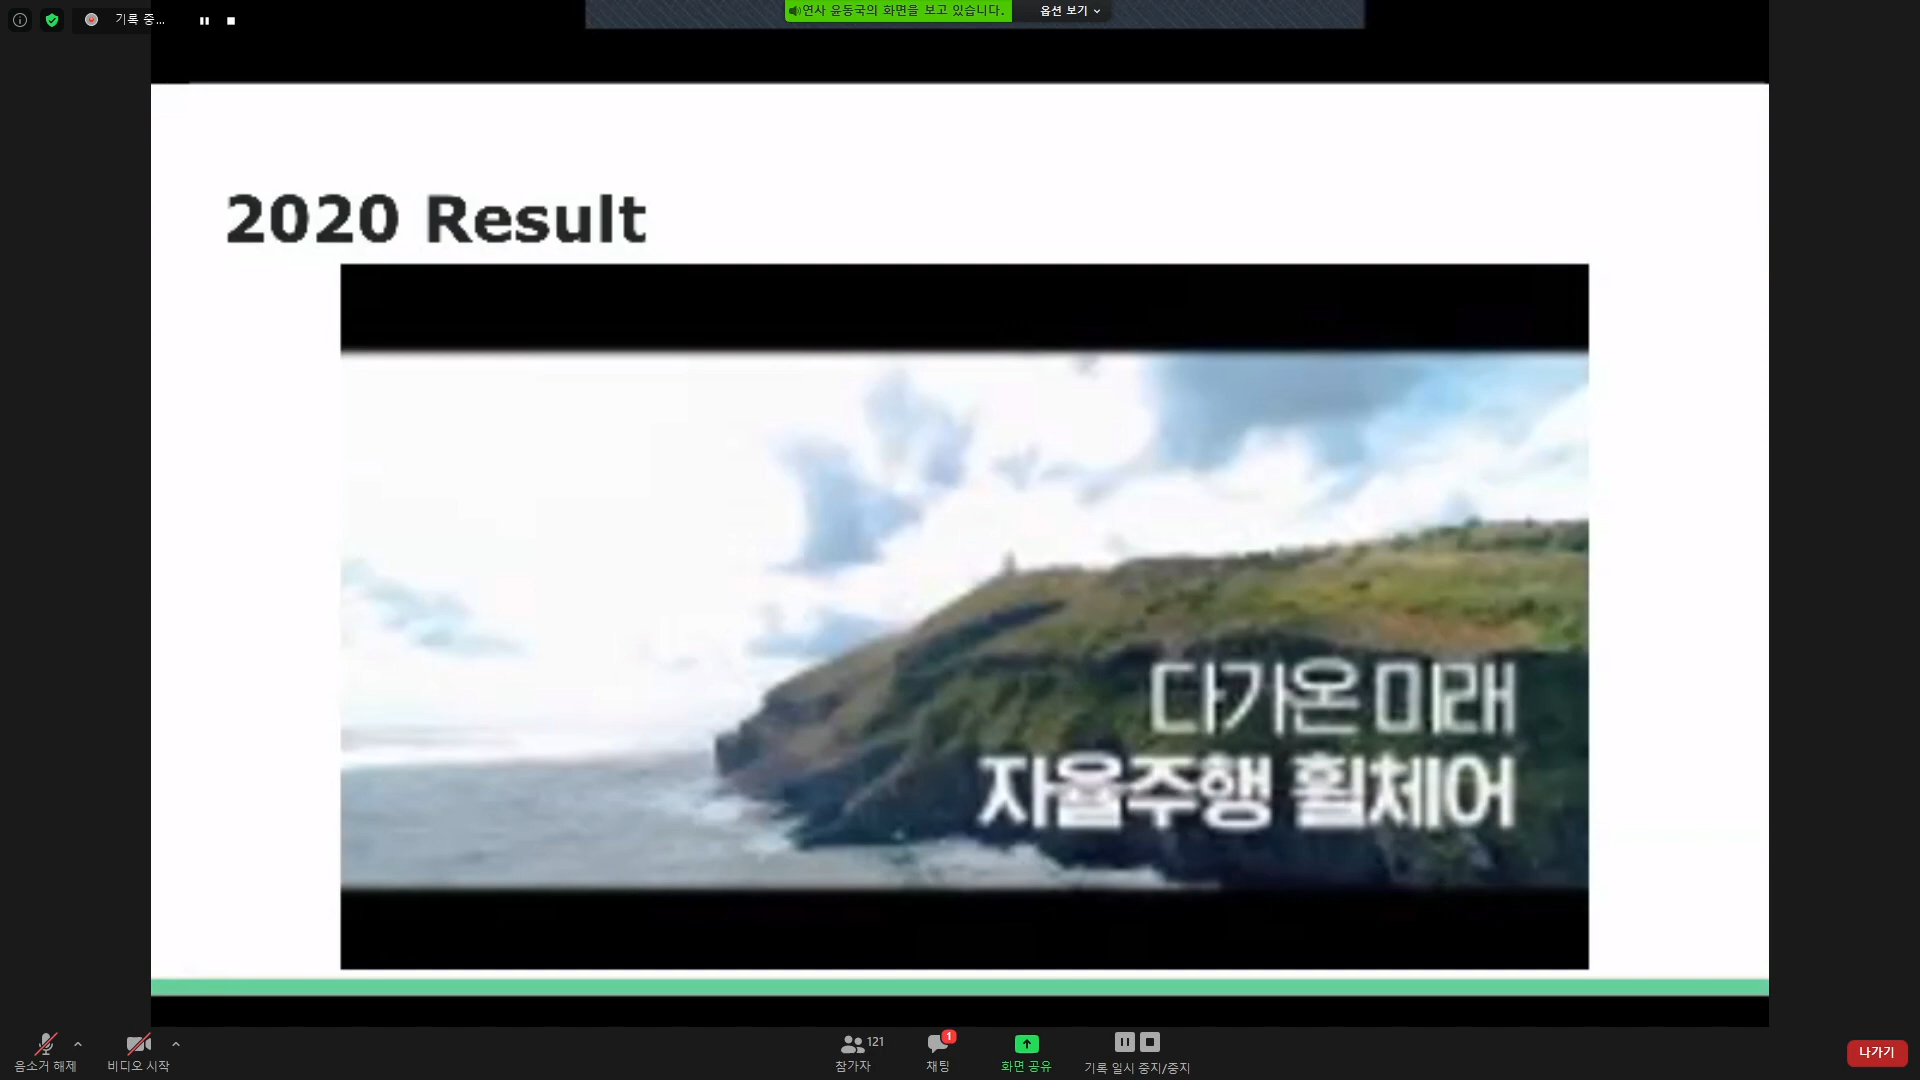 기록 중...
연사 윤동국의 화면을 보고 있습니다.
옵션 보기
2020 Result
다가온 미래
자율주행 휠체어
음소거 해제
비디오 시작
121
참가자
1
채팅
화면 공유
기록 일시 중지/중지
나가기